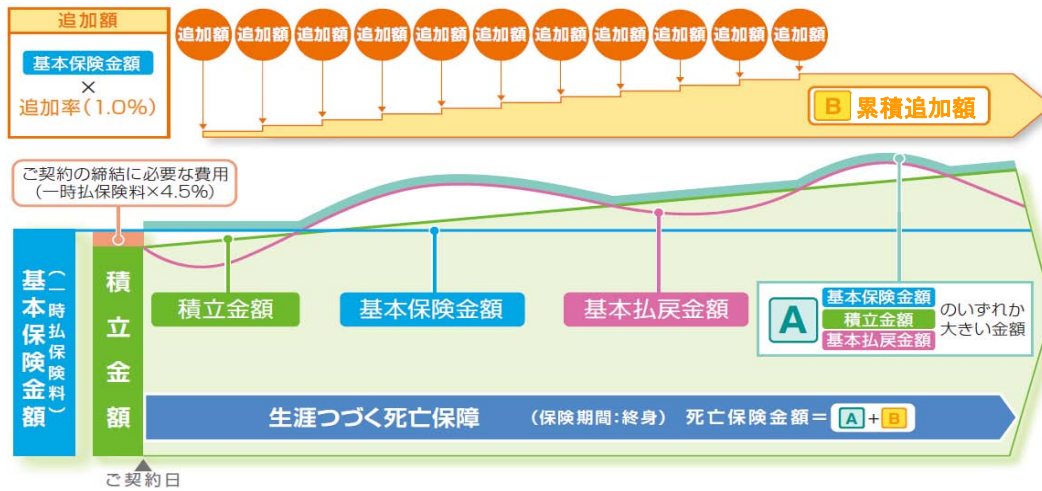 追加額
基本保険金額
×
追加率(1.0%)
追加額 追加額 追加額 追加額 追加額 追加額 追加額 追加額 追加額 追加額 追加額
B 累積追加額
ご契約の締結に必要な費用
(一時払保険料×4.5%)
基本保険金額
(一時払保険料)
積立金額
積立金額
基本保険金額
基本払戻金額
A
基本保険金額
積立金額
基本払戻金額
のいずれか
大きい金額
生涯つづく死亡保障 (保険期間:終身) 死亡保険金額=A+B
ご契約日